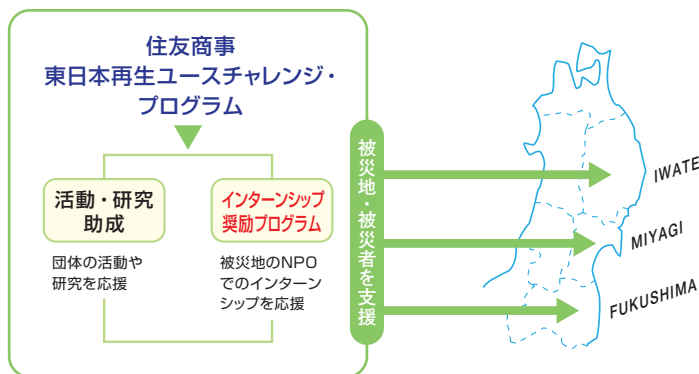 住友商事
東日本再生ユースチャレンジ・
プログラム
活動・研究
助成
団体の活動や
研究を応援
インターンシップ
奨励プログラム
被災地のNPO
でのインターン
シップを応援
被災地・被災者を支援
IWATE
MIYAGI
FUKUSHIMA